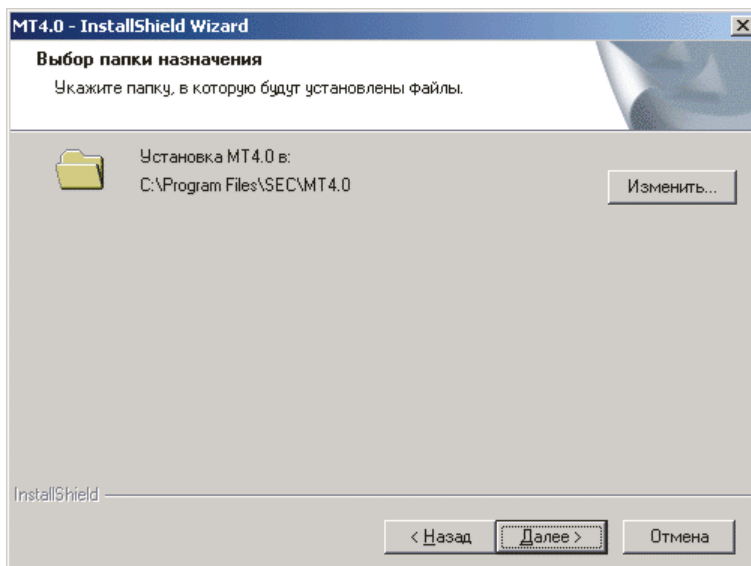 MT4.0 - InstallShield Wizard
Выбор папки назначения
Укажите папку, в которую будут установлены файлы.
Установка MT4.0 в:
C:\Program Files\SEC\MT4.0
Изменить...
InstallShield
< Назад
Далее >
Отмена